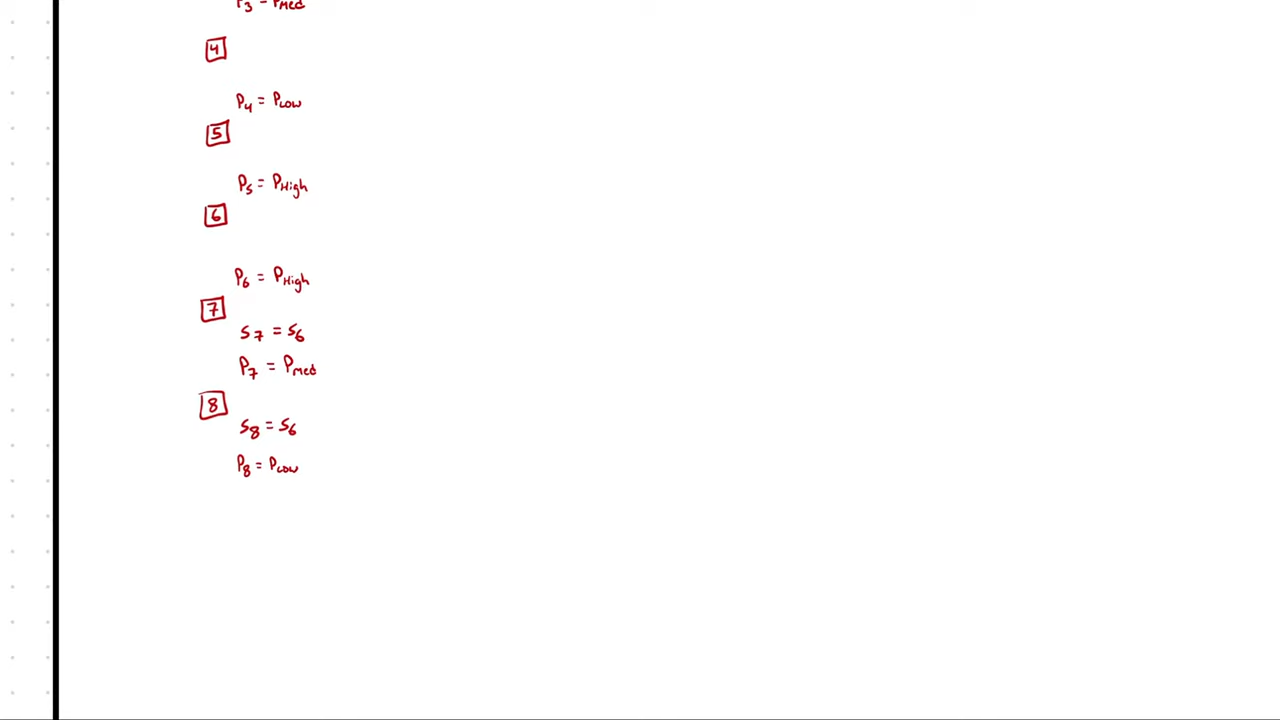 P3 = PMed
4
P4 = PLow
5
P5 = PHigh
6
P6 = PHigh
7
S7 = S6
P7 = PMed
8
S8 = S6
P8 = PLow